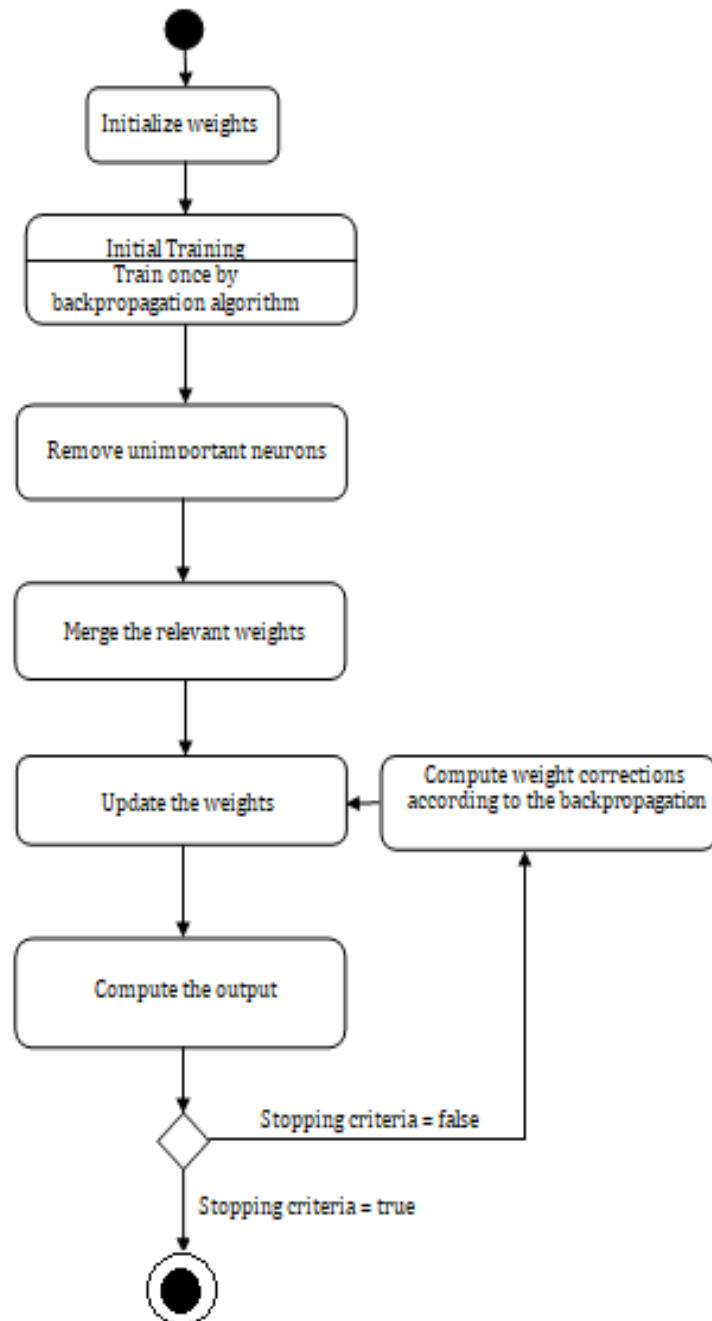 Initialize weights
Initial Training
Train once by
backpropagation algorithm
Remove unimportant neurons
Merge the relevant weights
Update the weights
Compute weight corrections
according to the backpropagation
Compute the output
Stopping criteria = false
Stopping criteria = true